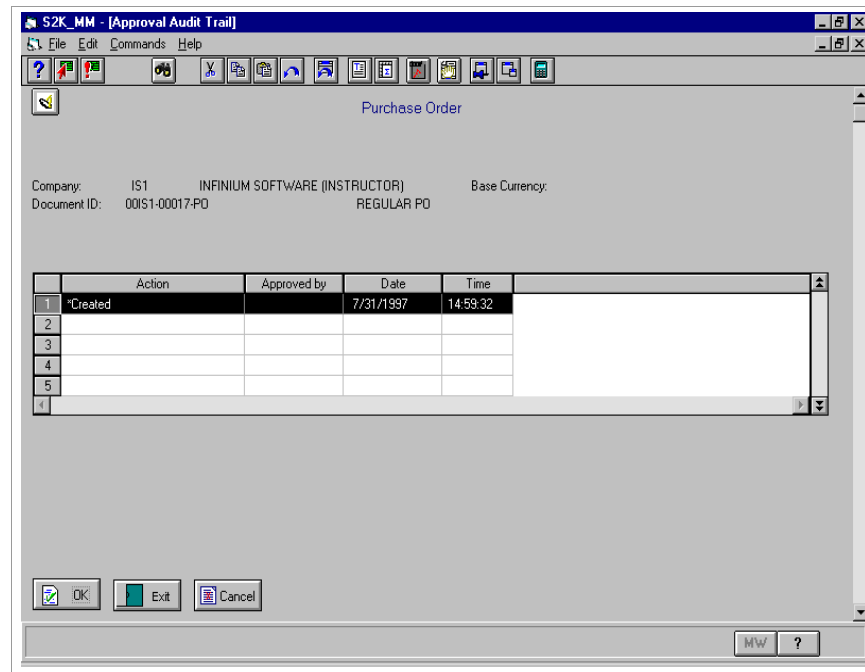 S2K_MM - [Approval Audit Trail]
File Edit Commands Help
Purchase Order
Company: IS1 INFINIUM SOFTWARE (INSTRUCTOR) Base Currency:
Document ID: 00IS1-00017-PO REGULAR PO
Action Approved by Date Time
1 *Created 7/31/1997 14:59:32
2
3
4
5
OK Exit Cancel
MW ?